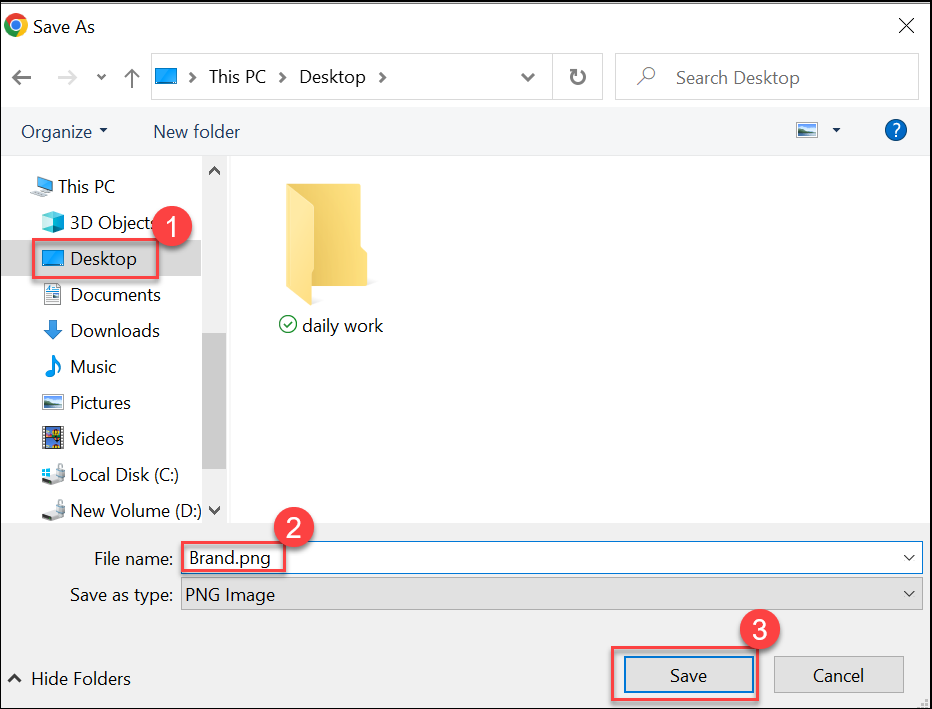 Save As
This PC > Desktop >
Search Desktop
Organize
New folder
?
This PC
3D Objects
1
Desktop
Documents
Downloads
Music
Pictures
Videos
Local Disk (C:)
New Volume (D:)
daily work
2
File name: Brand.png
Save as type: PNG Image
3
Hide Folders
Save
Cancel